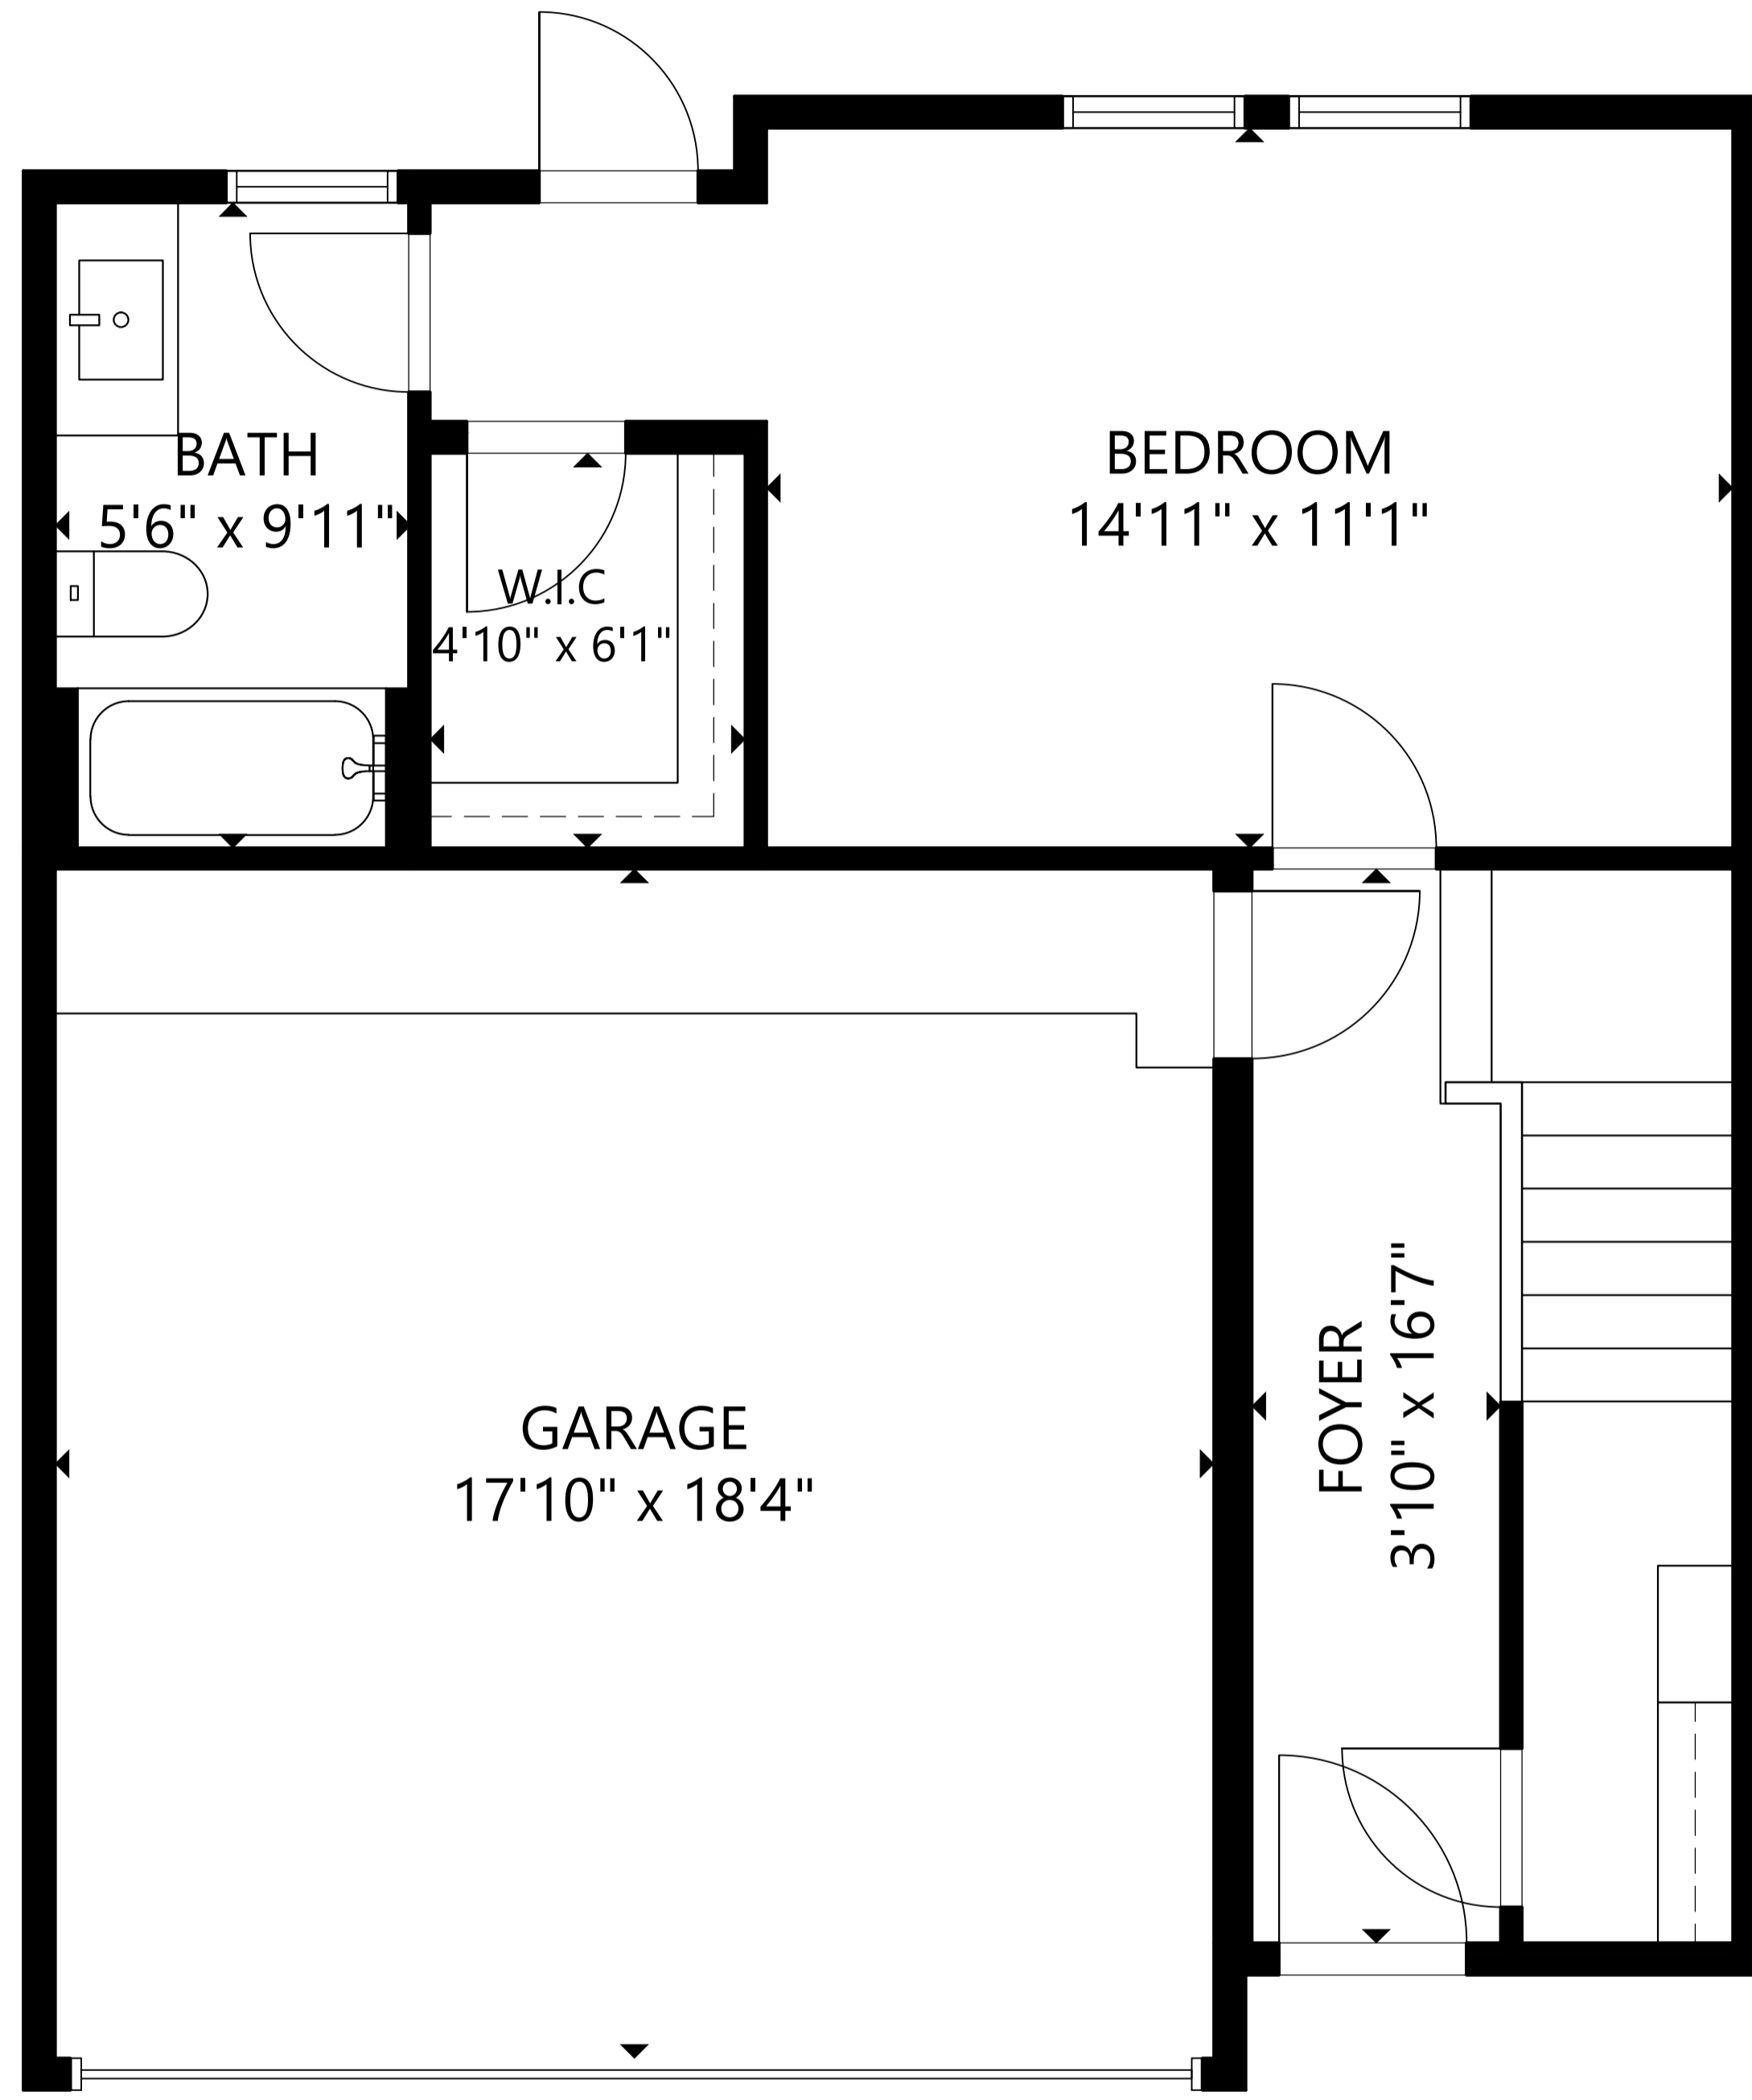 BATH
5'6" x 9'11"
W.I.C
4'10" x 6'1"
BEDROOM
14'11" x 11'1"
GARAGE
17'10" x 18'4"
FOYER
3'10" x 16'7"